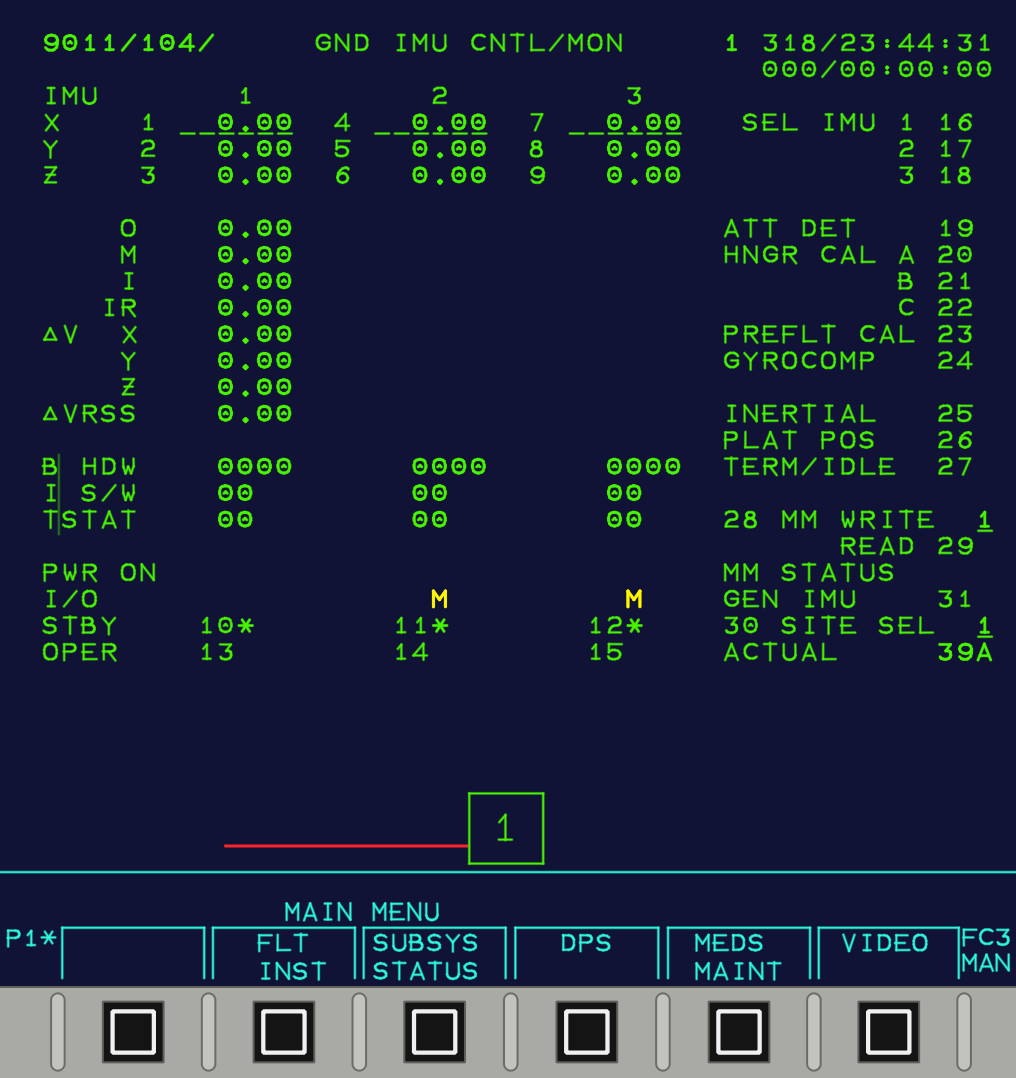 9011/104/ GND IMU CNTL/MON 1 318/23:44:31
000/00:00:00
IMU 1 2 3
X 1 __0.00 4 __0.00 7 __0.00 SEL IMU 1 16
Y 2 0.00 5 0.00 8 0.00 2 17
Z 3 0.00 6 0.00 9 0.00 3 18
O 0.00 ATT DET 19
M 0.00 HNGR CAL A 20
I 0.00 B 21
IR 0.00 C 22
ΔV X 0.00 PREFLT CAL 23
Y 0.00 GYROCOMP 24
Z 0.00
ΔVRSS 0.00 INERTIAL 25
PLAT POS 26
B HDW 0000 0000 0000 TERM/IDLE 27
I S/W 00 00 00
TSTAT 00 00 00 28 MM WRITE 1
READ 29
PWR ON MM STATUS
I/O M M GEN IMU 31
STBY 10* 11* 12* 30 SITE SEL 1
OPER 13 14 15 ACTUAL 39A
1
MAIN MENU
P1* FLT INST SUBSYS STATUS DPS MEDS MAINT VIDEO FC3 MAN